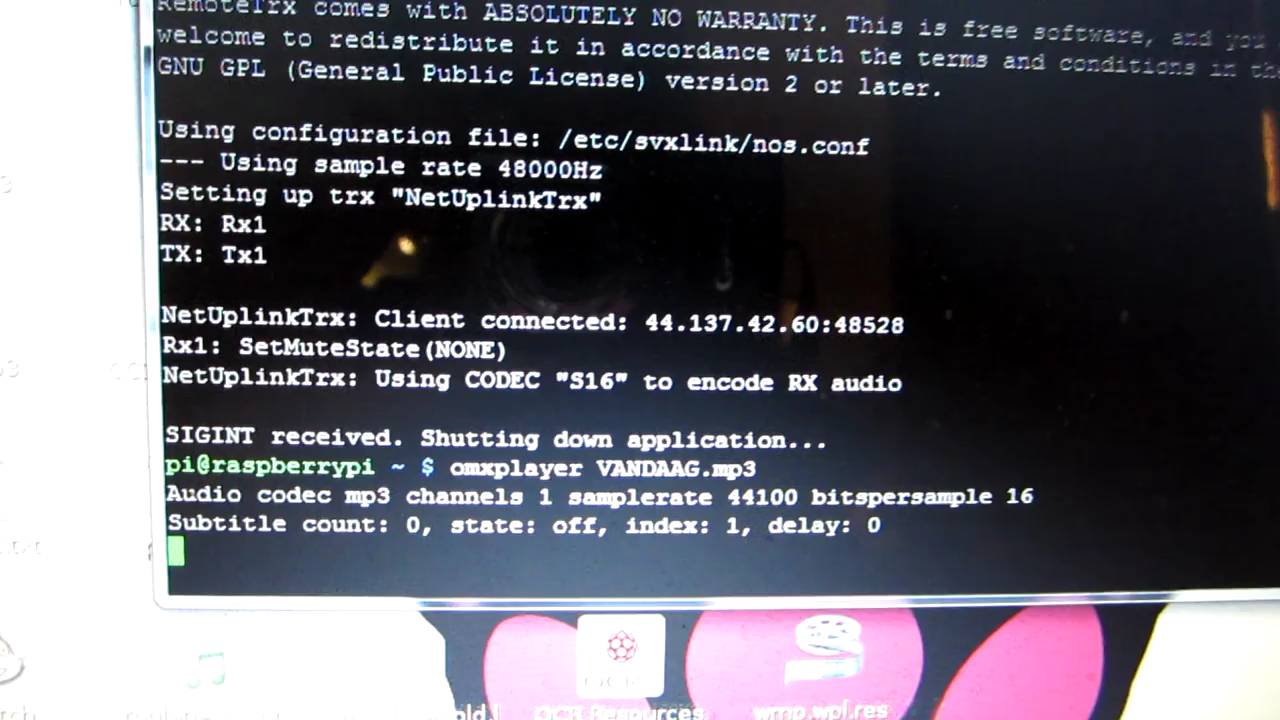 RemoteTrx comes with ABSOLUTELY NO WARRANTY. This is free software, and you
welcome to redistribute it in accordance with the terms and conditions in the
GNU GPL (General Public License) version 2 or later.
Using configuration file: /etc/svxlink/nos.conf
--- Using sample rate 48000Hz
Setting up trx "NetUplinkTrx"
RX: Rx1
TX: Tx1
NetUplinkTrx: Client connected: 44.137.42.60:48528
Rx1: SetMuteState(NONE)
NetUplinkTrx: Using CODEC "S16" to encode RX audio
SIGINT received. Shutting down application...
pi@raspberrypi ~ $ omxplayer VANDAAG.mp3
Audio codec mp3 channels 1 samplerate 44100 bitspersample 16
Subtitle count: 0, state: off, index: 1, delay: 0
OCR Resources
wmo.wpl.res